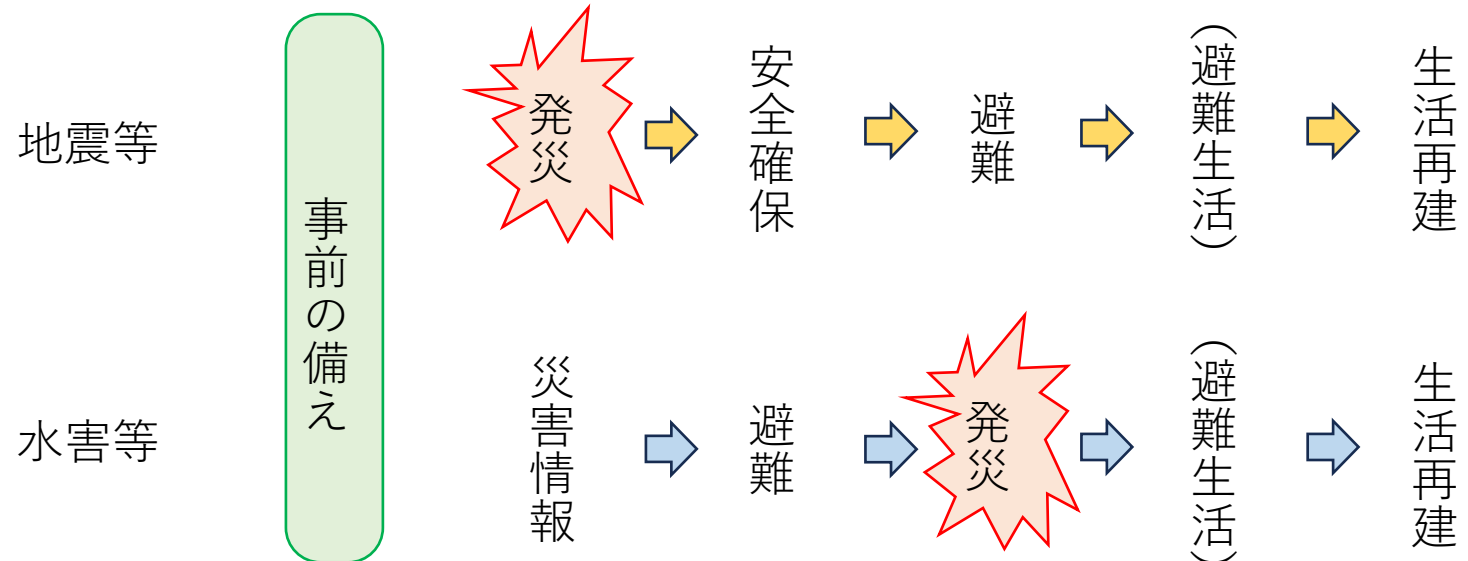 地震等
事前の備え
発災
安全確保
避難
(避難生活)
生活再建
水害等
災害情報
避難
発災
(避難生活)
生活再建